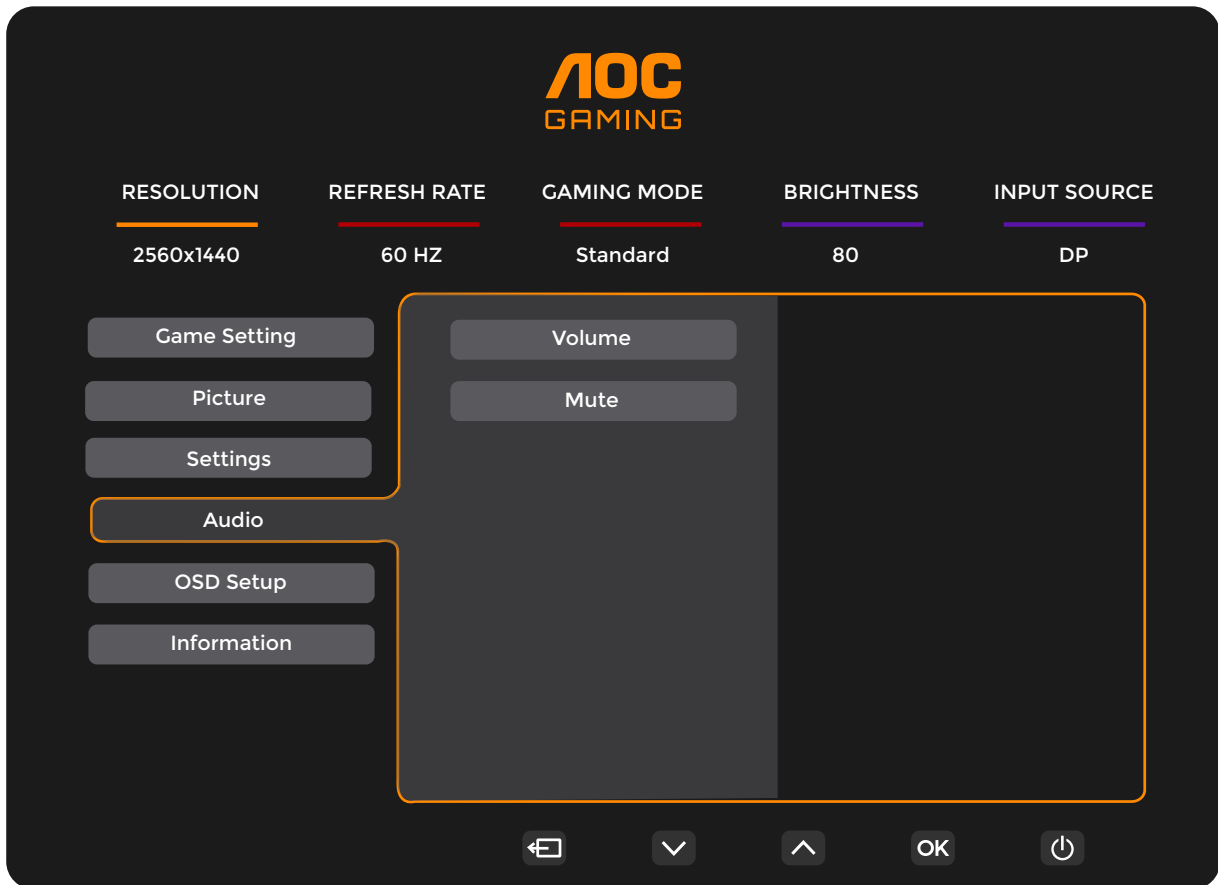 AOC
GAMING
RESOLUTION REFRESH RATE GAMING MODE BRIGHTNESS INPUT SOURCE
2560x1440 60 HZ Standard 80 DP
Game Setting
Volume
Picture
Mute
Settings
Audio
OSD Setup
Information
OK